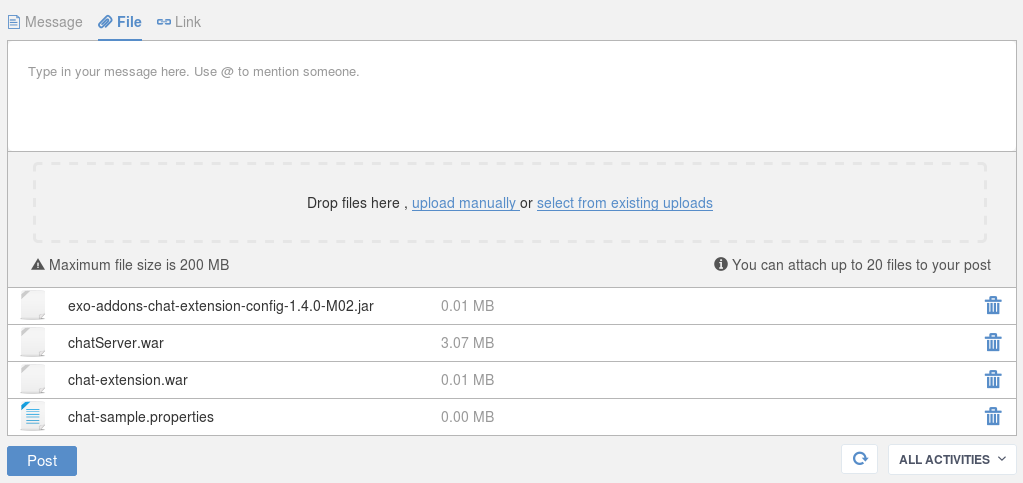 Message File Link
Type in your message here. Use @ to mention someone.
Drop files here , upload manually or select from existing uploads
Maximum file size is 200 MB You can attach up to 20 files to your post
exo-addons-chat-extension-config-1.4.0-M02.jar 0.01 MB
chatServer.war 3.07 MB
chat-extension.war 0.01 MB
chat-sample.properties 0.00 MB
Post ALL ACTIVITIES